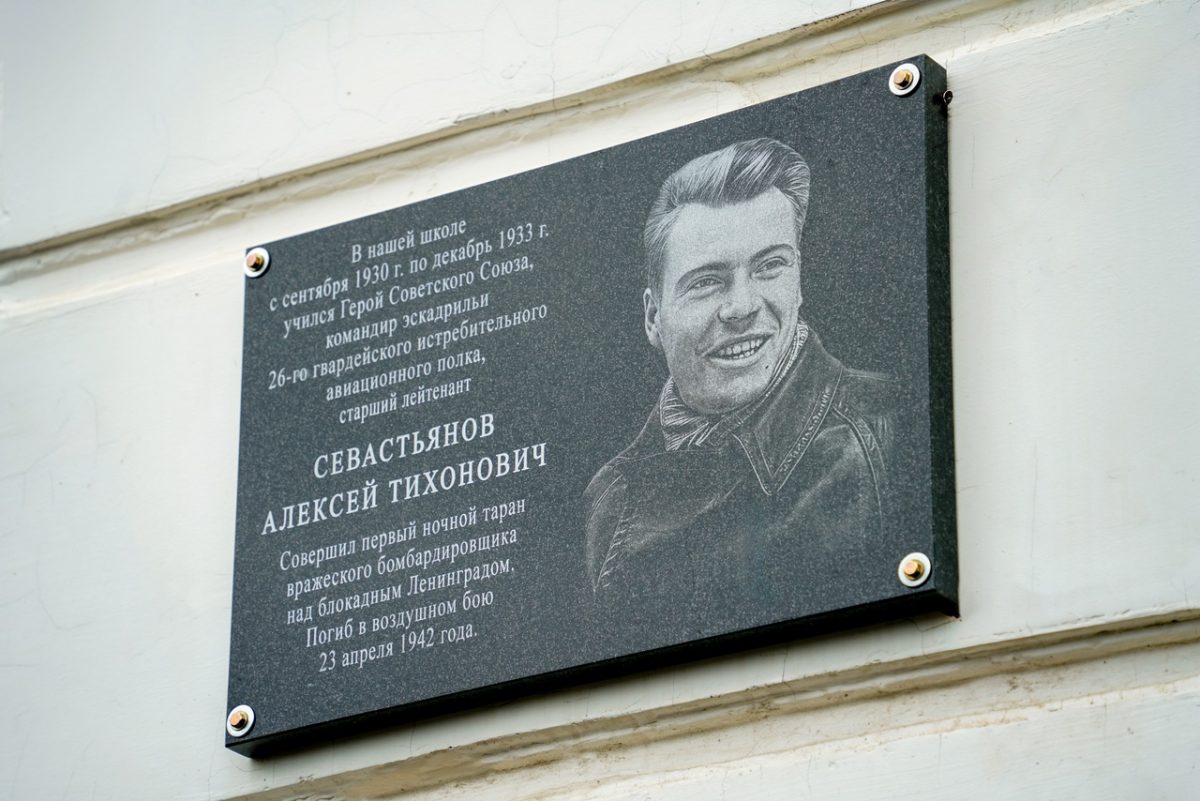 В нашей школе
с сентября 1930 г. по декабрь 1933 г.
учился Герой Советского Союза,
командир эскадрильи
26-го гвардейского истребительного
авиационного полка,
старший лейтенант
СЕВАСТЬЯНОВ
АЛЕКСЕЙ ТИХОНОВИЧ
Совершил первый ночной таран
вражеского бомбардировщика
над блокадным Ленинградом.
Погиб в воздушном бою
23 апреля 1942 года.